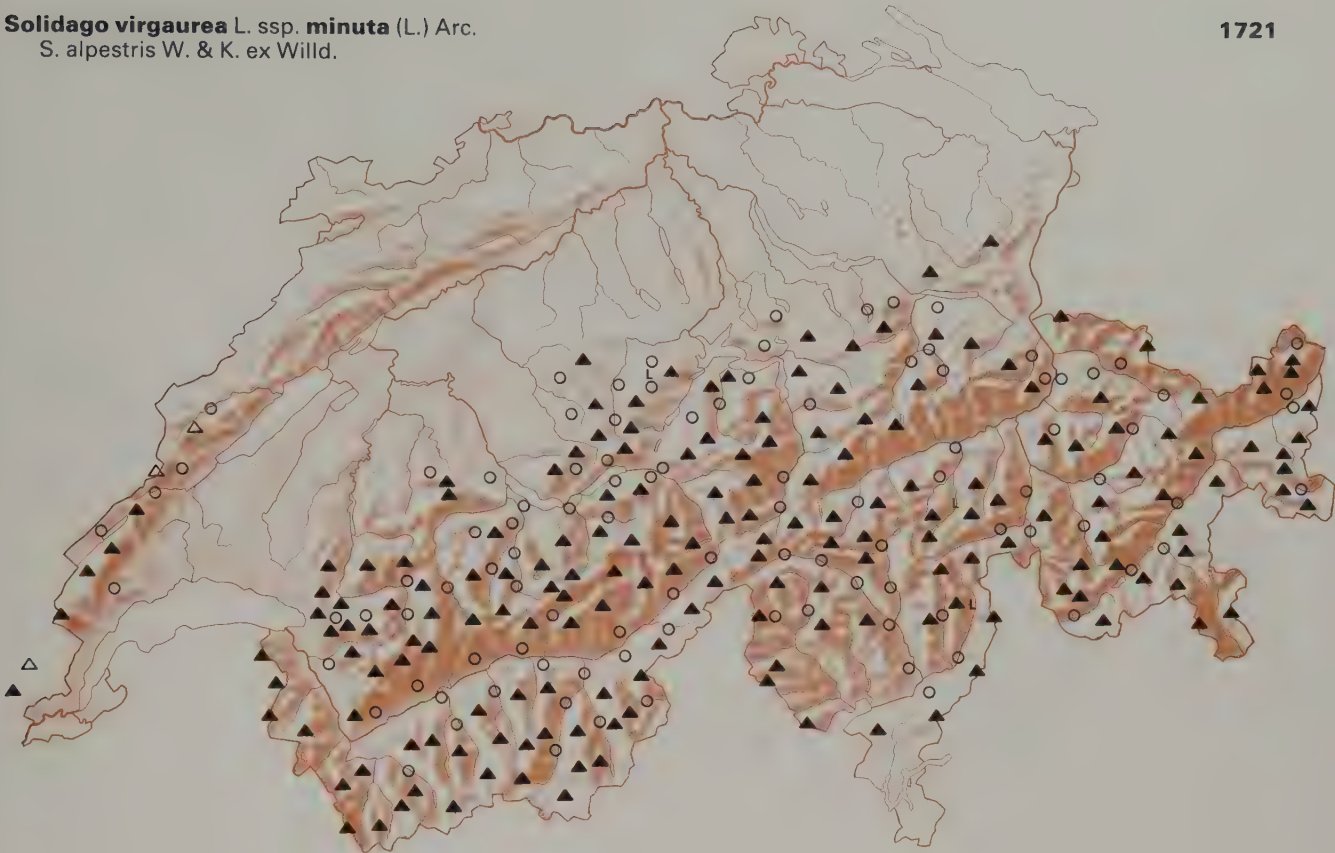 Solidago virgaurea L. ssp. minuta (L.) Arc.
S. alpestris W. & K. ex Willd.
1721
L
L
L